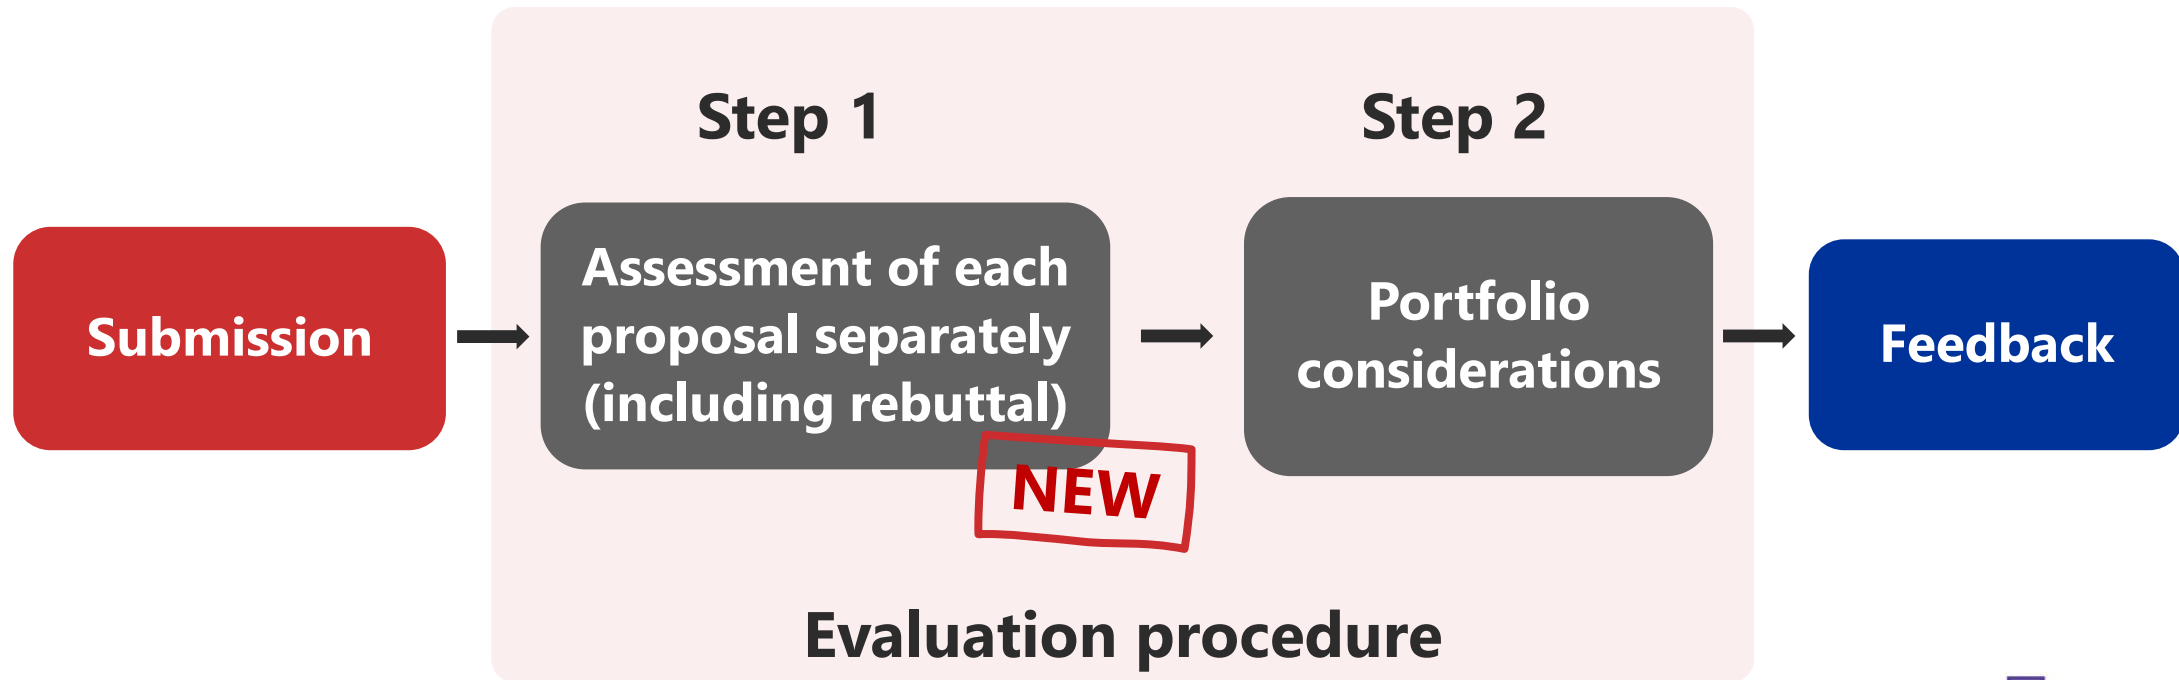 Step 1
Step 2
Submission
Assessment of each
proposal separately
(including rebuttal)
NEW
Portfolio
considerations
Feedback
Evaluation procedure